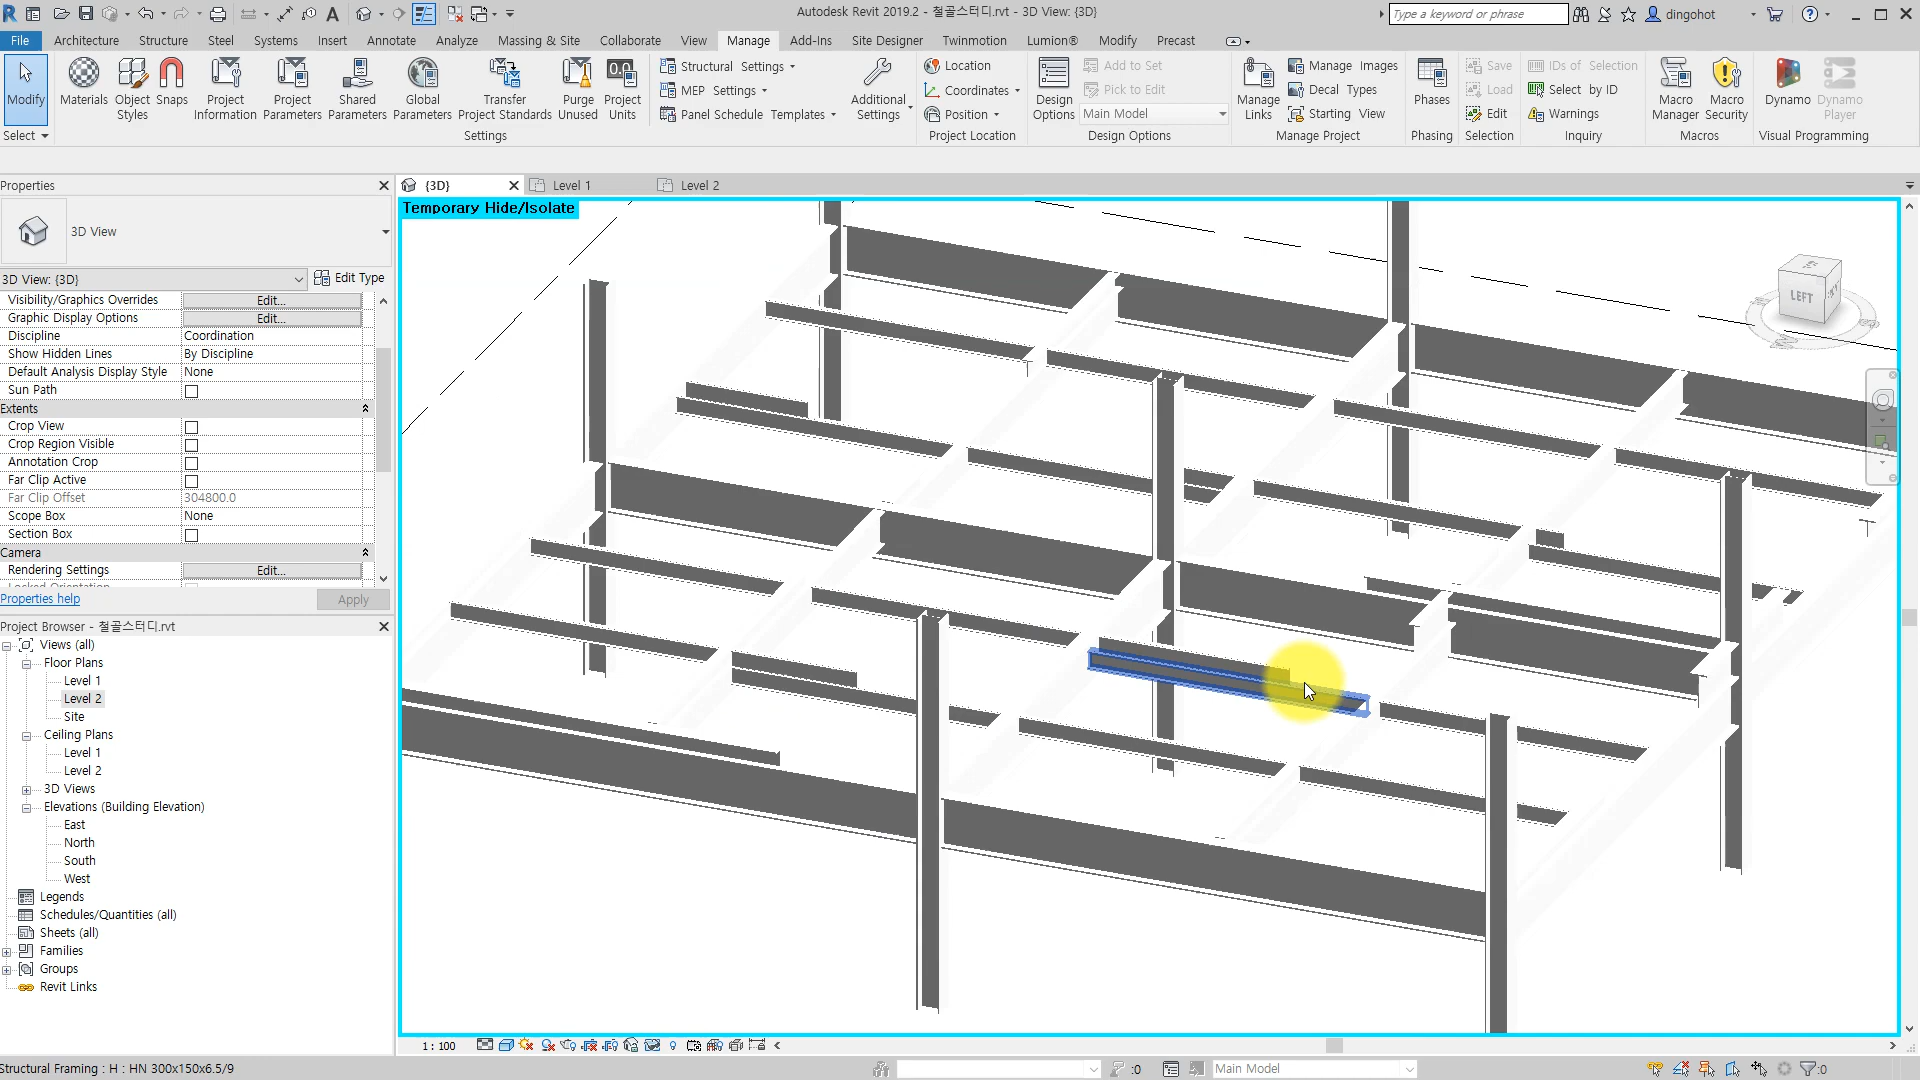 Autodesk Revit 2019.2 - 철골스터디.rvt - 3D View: {3D}
Type a keyword or phrase
dingohot
File Architecture Structure Steel Systems Insert Annotate Analyze Massing & Site Collaborate View Manage Add-Ins Site Designer Twinmotion Lumion® Modify Precast
Modify
Materials
Object Styles
Snaps
Project Information
Project Parameters
Shared Parameters
Global Parameters
Transfer Project Standards
Purge Unused
Project Units
Structural Settings
MEP Settings
Panel Schedule Templates
Additional Settings
Location
Coordinates
Position
Design Options
Add to Set
Pick to Edit
Main Model
Manage Links
Manage Images
Decal Types
Starting View
Phases
Save
Load
Edit
IDs of Selection
Select by ID
Warnings
Macro Manager
Macro Security
Dynamo
Dynamo Player
Select Settings Project Location Design Options Manage Project Phasing Selection Inquiry Macros Visual Programming
Properties
{3D} Level 1 Level 2
3D View
3D View: {3D} Edit Type
Visibility/Graphics Overrides Edit...
Graphic Display Options Edit...
Discipline Coordination
Show Hidden Lines By Discipline
Default Analysis Display Style None
Sun Path
Extents
Crop View
Crop Region Visible
Annotation Crop
Far Clip Active
Far Clip Offset 304800.0
Scope Box None
Section Box
Camera
Rendering Settings Edit...
Locked Orientation
Properties help Apply
Project Browser - 철골스터디.rvt
Views (all)
Floor Plans
Level 1
Level 2
Site
Ceiling Plans
Level 1
Level 2
3D Views
Elevations (Building Elevation)
East
North
South
West
Legends
Schedules/Quantities (all)
Sheets (all)
Families
Groups
Revit Links
Temporary Hide/Isolate
LEFT
1 : 100
Structural Framing : H : HN 300x150x6.5/9
:0
Main Model
:0